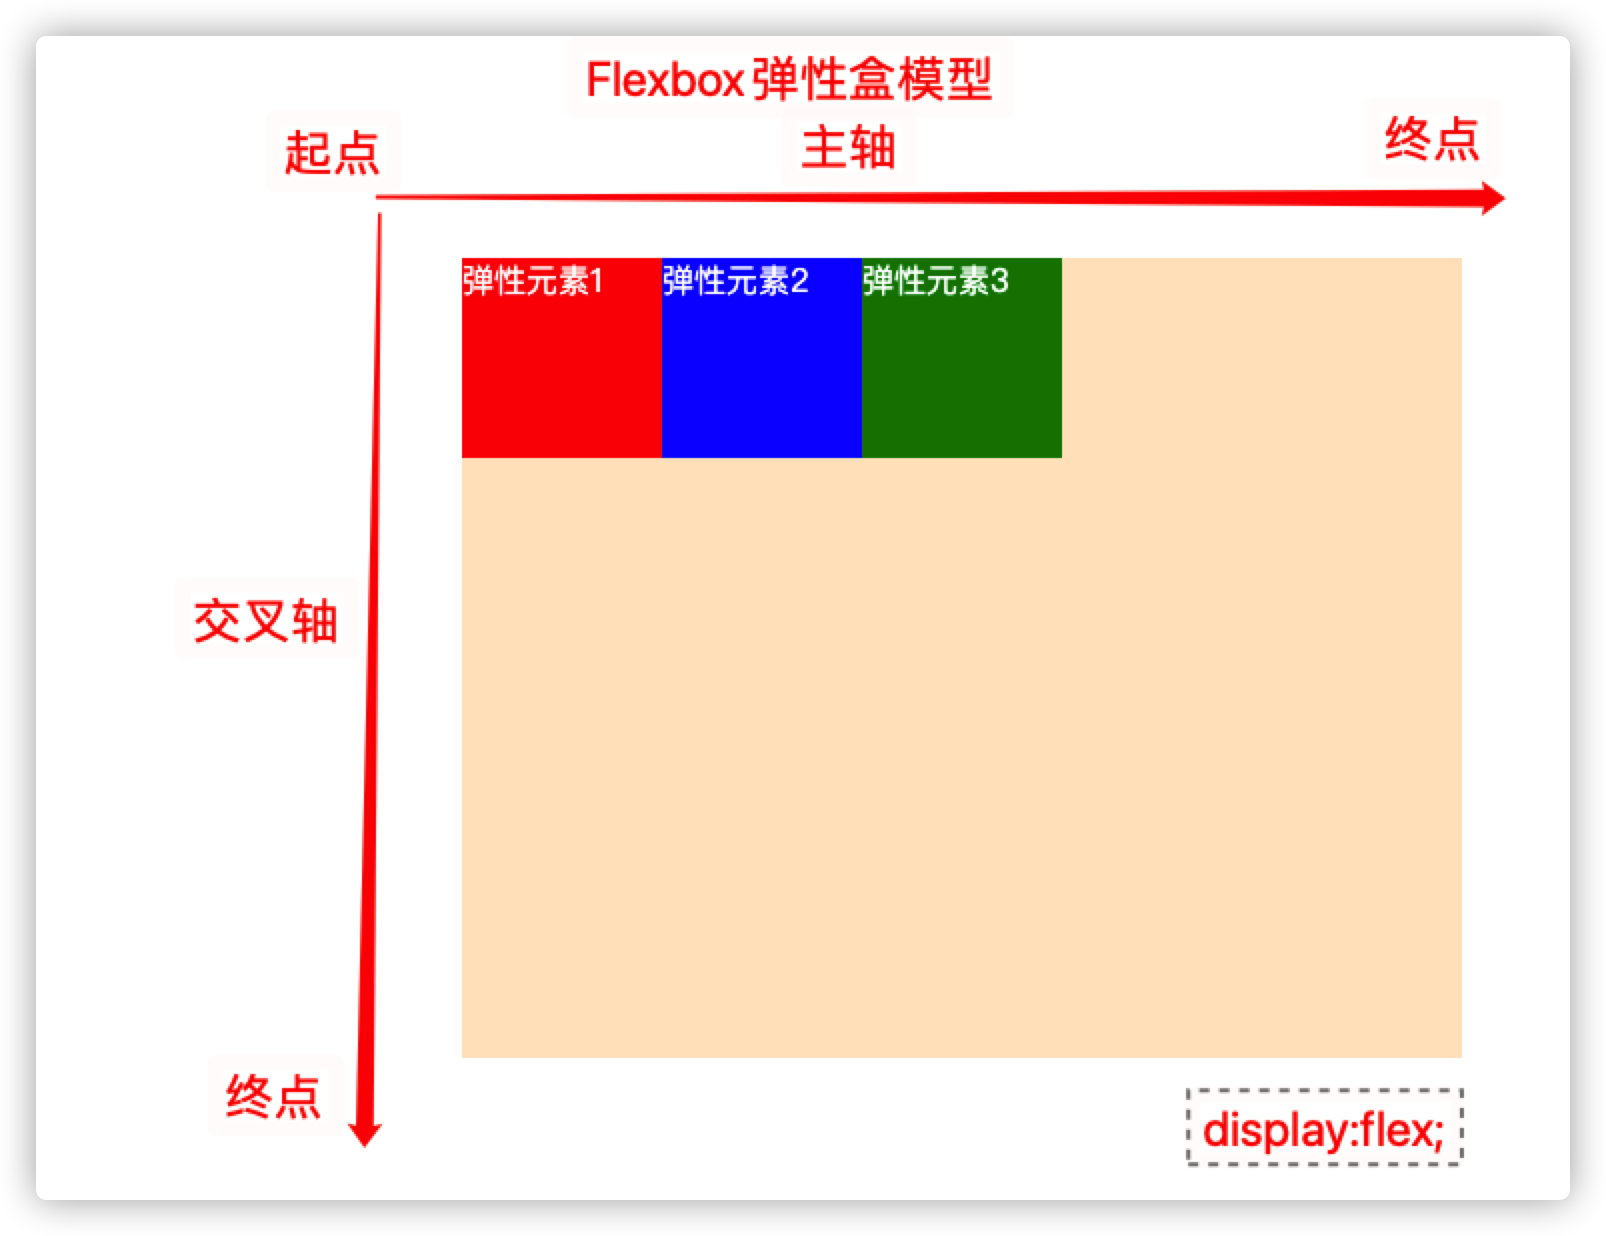 Flexbox弹性盒模型
起点
主轴
终点
弹性元素1
弹性元素2
弹性元素3
交叉轴
终点
display:flex;